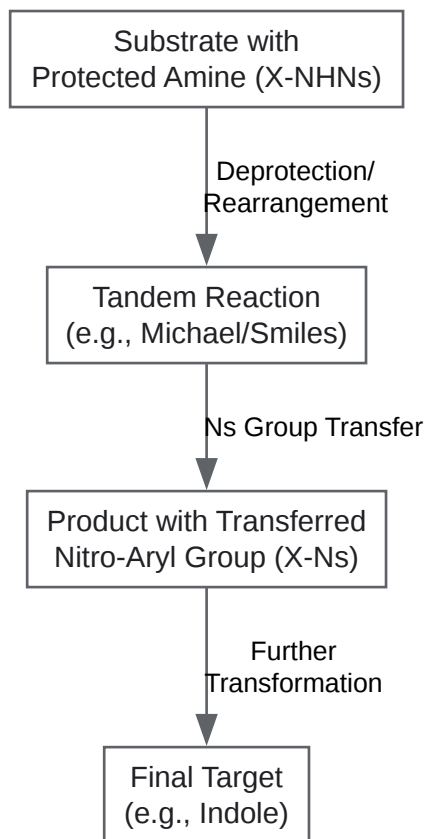 Substrate with
Protected Amine (X-NHNs)
Deprotection/
Rearrangement
Tandem Reaction
(e.g., Michael/Smiles)
Ns Group Transfer
Product with Transferred
Nitro-Aryl Group (X-Ns)
Further
Transformation
Final Target
(e.g., Indole)